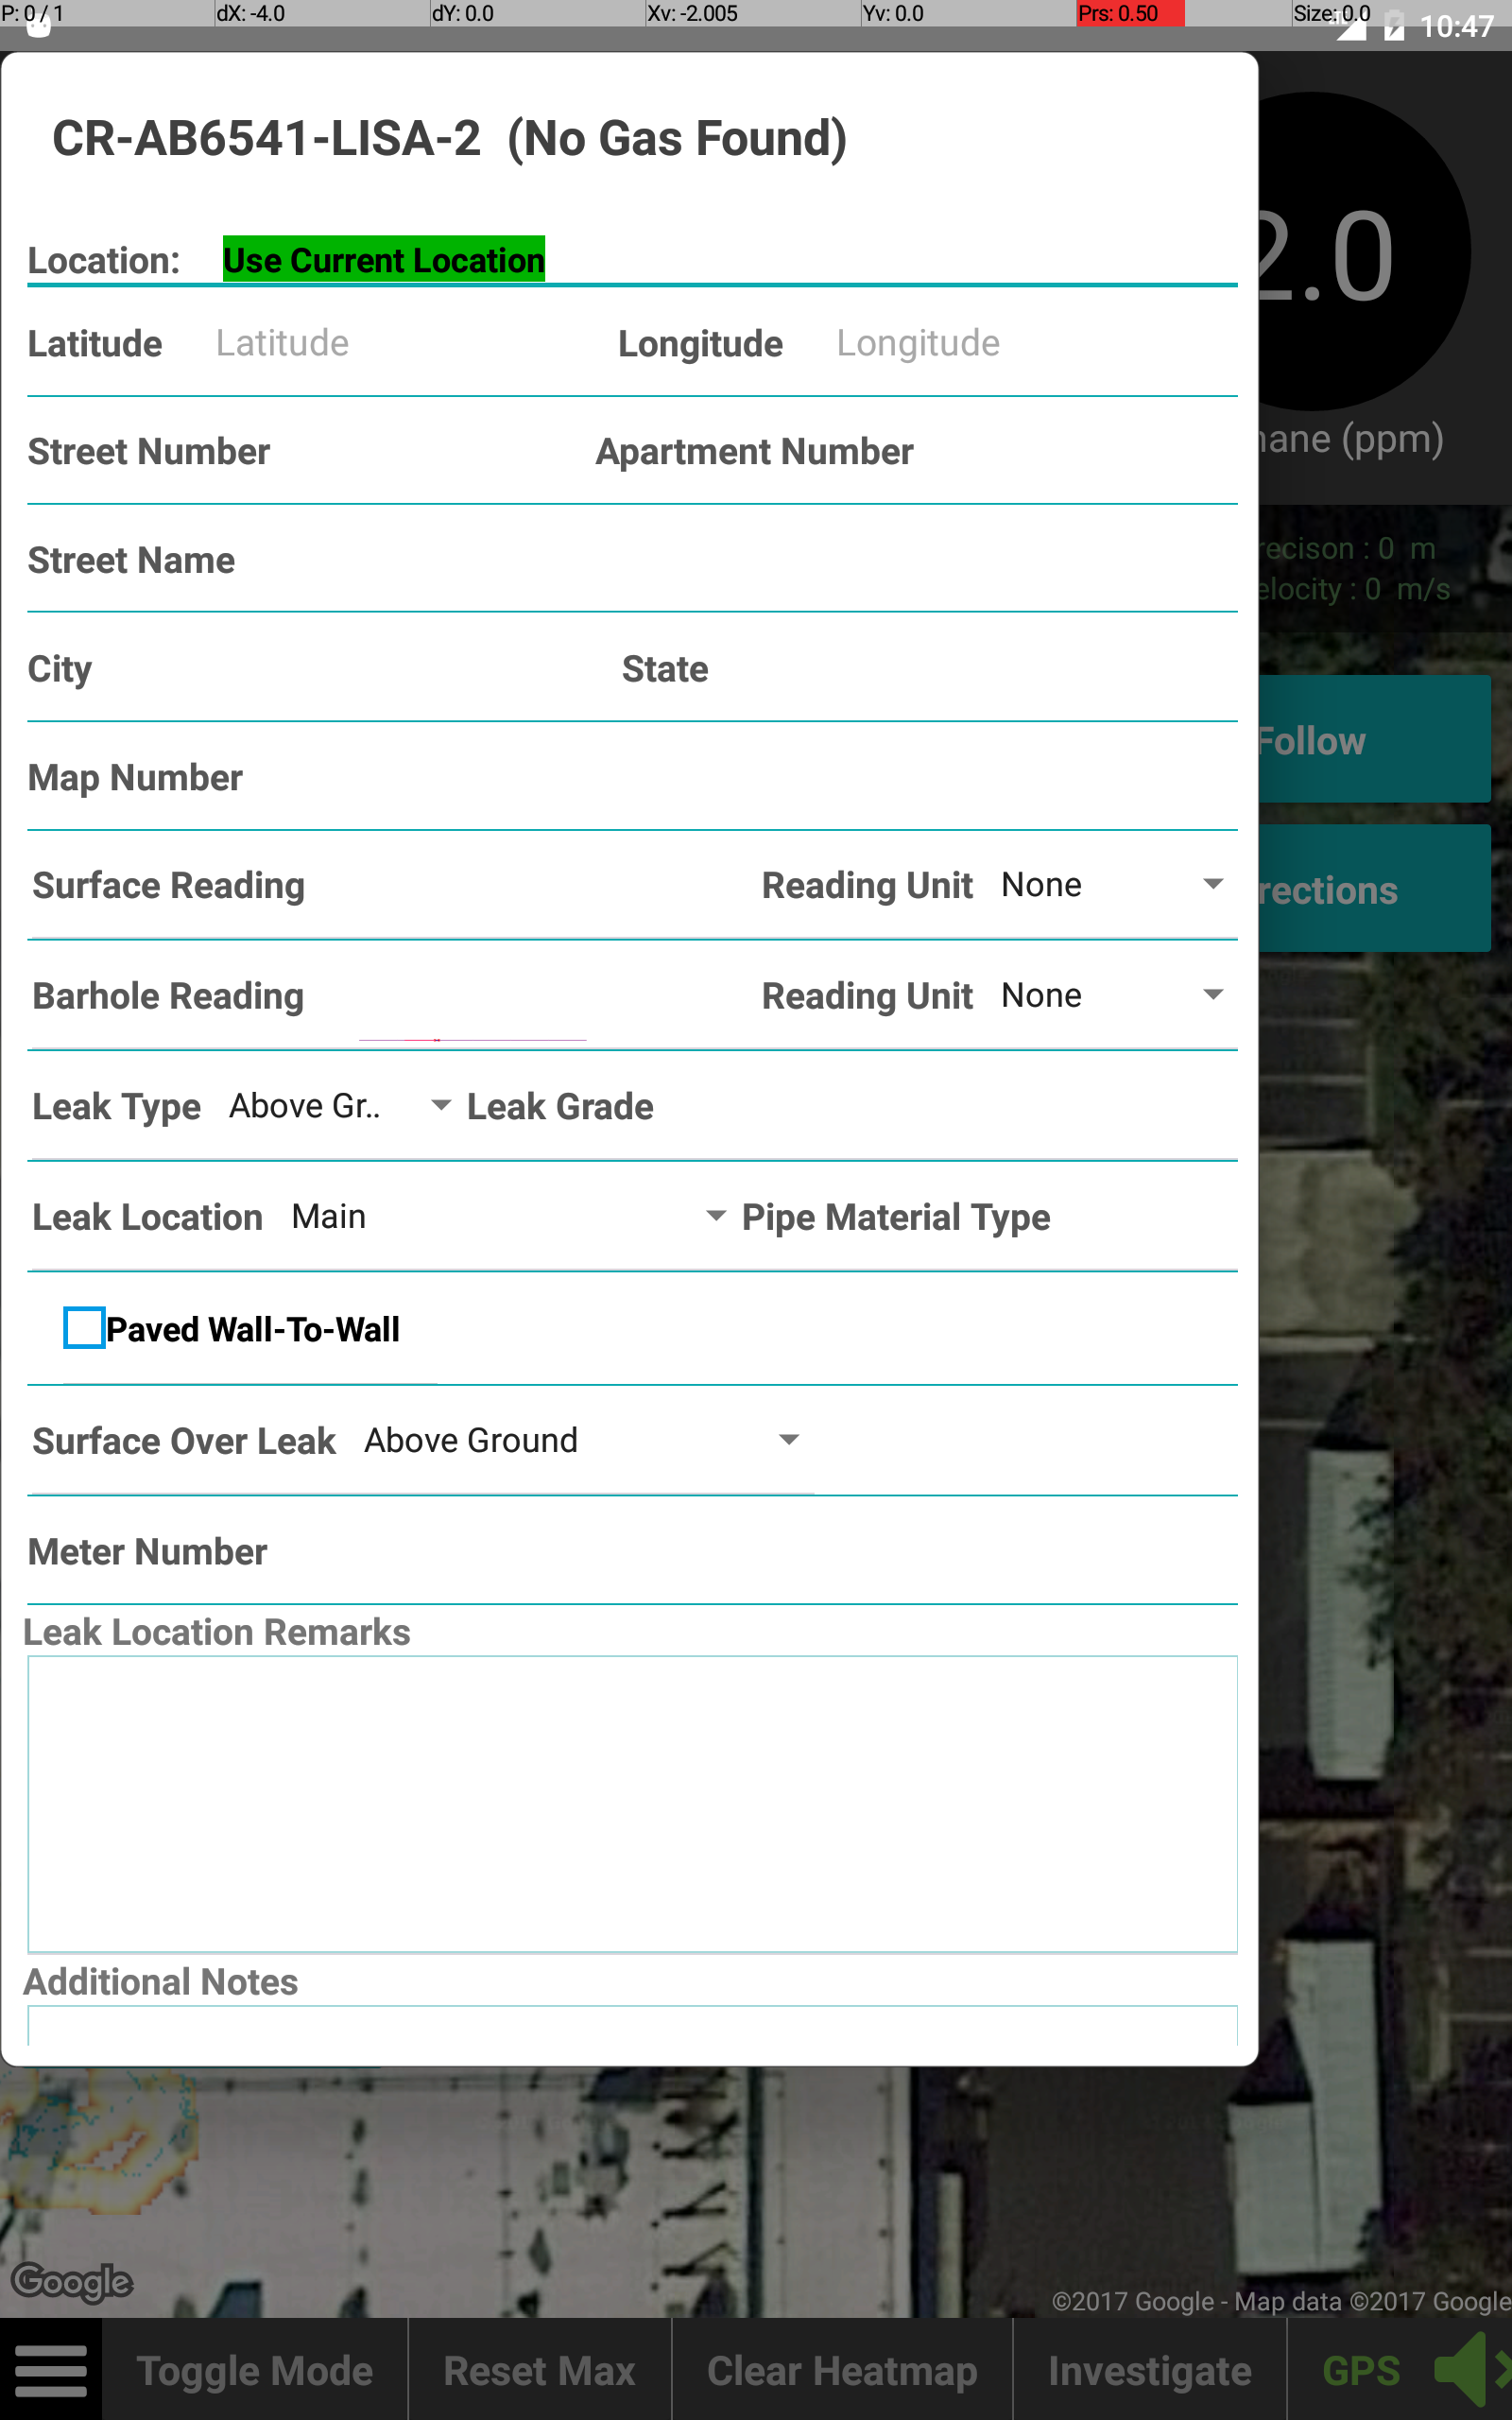 P: 0 / 1 dX: -4.0 dY: 0.0 Xv: -2.005 Yv: 0.0 Prs: 0.50 Size: 0.0
10:47
CR-AB6541-LISA-2 (No Gas Found)
2.0
Location: Use Current Location
Latitude Latitude Longitude Longitude
hane (ppm)
Street Number Apartment Number
Street Name
recison : 0 m
elocity : 0 m/s
City State
Follow
Map Number
Surface Reading Reading Unit None
rections
Barhole Reading Reading Unit None
Leak Type Above Gr.. Leak Grade
Leak Location Main Pipe Material Type
Paved Wall-To-Wall
Surface Over Leak Above Ground
Meter Number
Leak Location Remarks
Additional Notes
Google
©2017 Google - Map data ©2017 Google
Toggle Mode Reset Max Clear Heatmap Investigate GPS